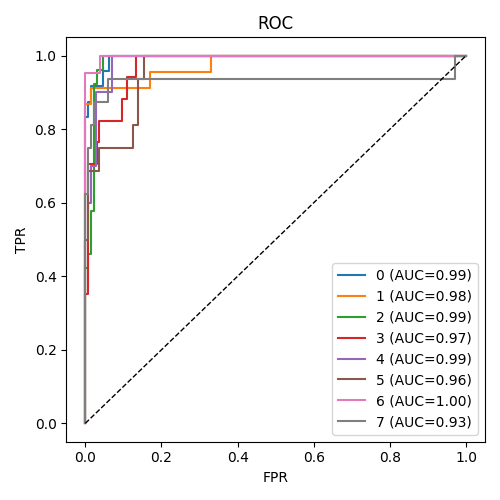 ROC
TPR
1.0
0.8
0.6
0.4
0.2
0.0
0.0 0.2 0.4 0.6 0.8 1.0
FPR
0 (AUC=0.99)
1 (AUC=0.98)
2 (AUC=0.99)
3 (AUC=0.97)
4 (AUC=0.99)
5 (AUC=0.96)
6 (AUC=1.00)
7 (AUC=0.93)